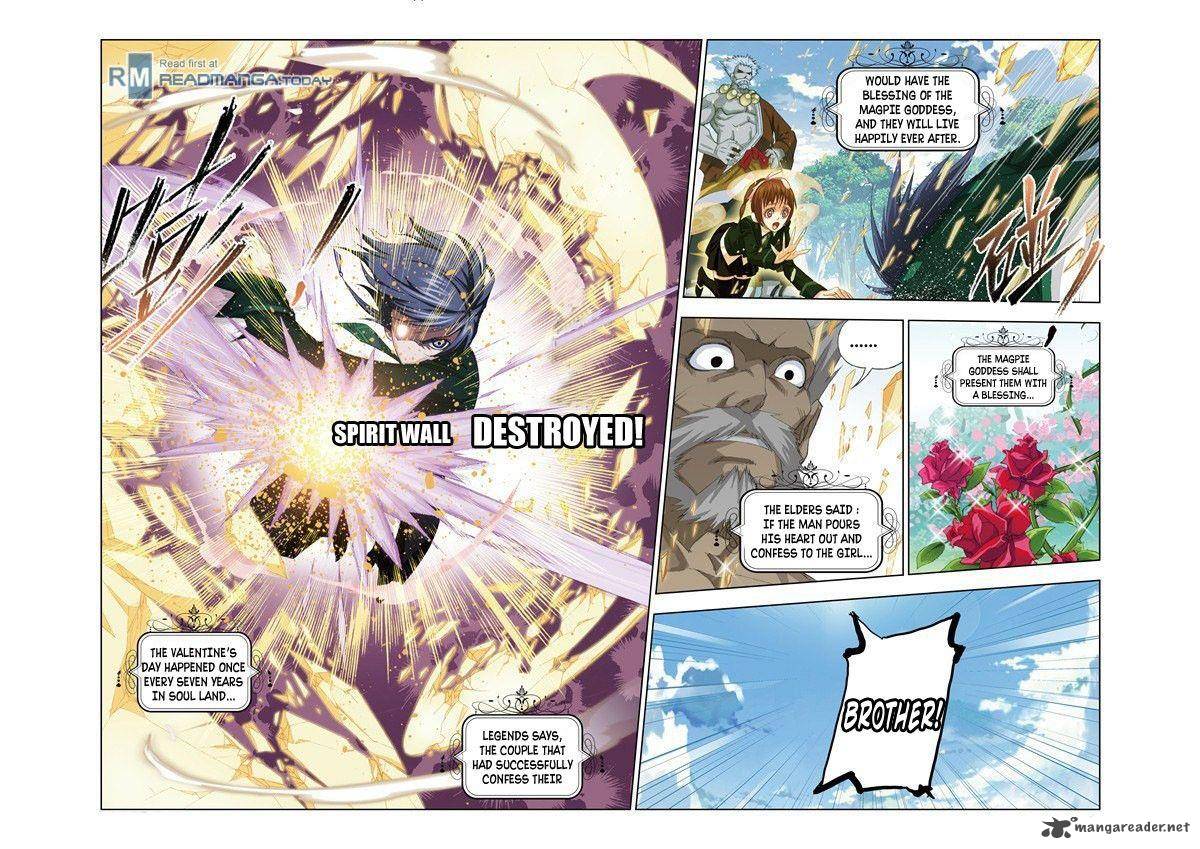 Read first at
RM
READMANGA.TODAY
SPIRIT WALL DESTROYED!
THE VALENTINE'S
DAY HAPPENED ONCE
EVERY SEVEN YEARS
IN SOUL LAND...
LEGENDS SAYS,
THE COUPLE THAT
HAD SUCCESSFULLY
CONFESS THEIR
WOULD HAVE THE
BLESSING OF THE
MAGPIE GODDESS,
AND THEY WILL LIVE
HAPPILY EVER AFTER.
碰!
......
THE ELDERS SAID :
IF THE MAN POURS
HIS HEART OUT AND
CONFESS TO THE GIRL...
THE MAGPIE
GODDESS SHALL
PRESENT THEM WITH
A BLESSING...
BROTHER!
mangareader.net